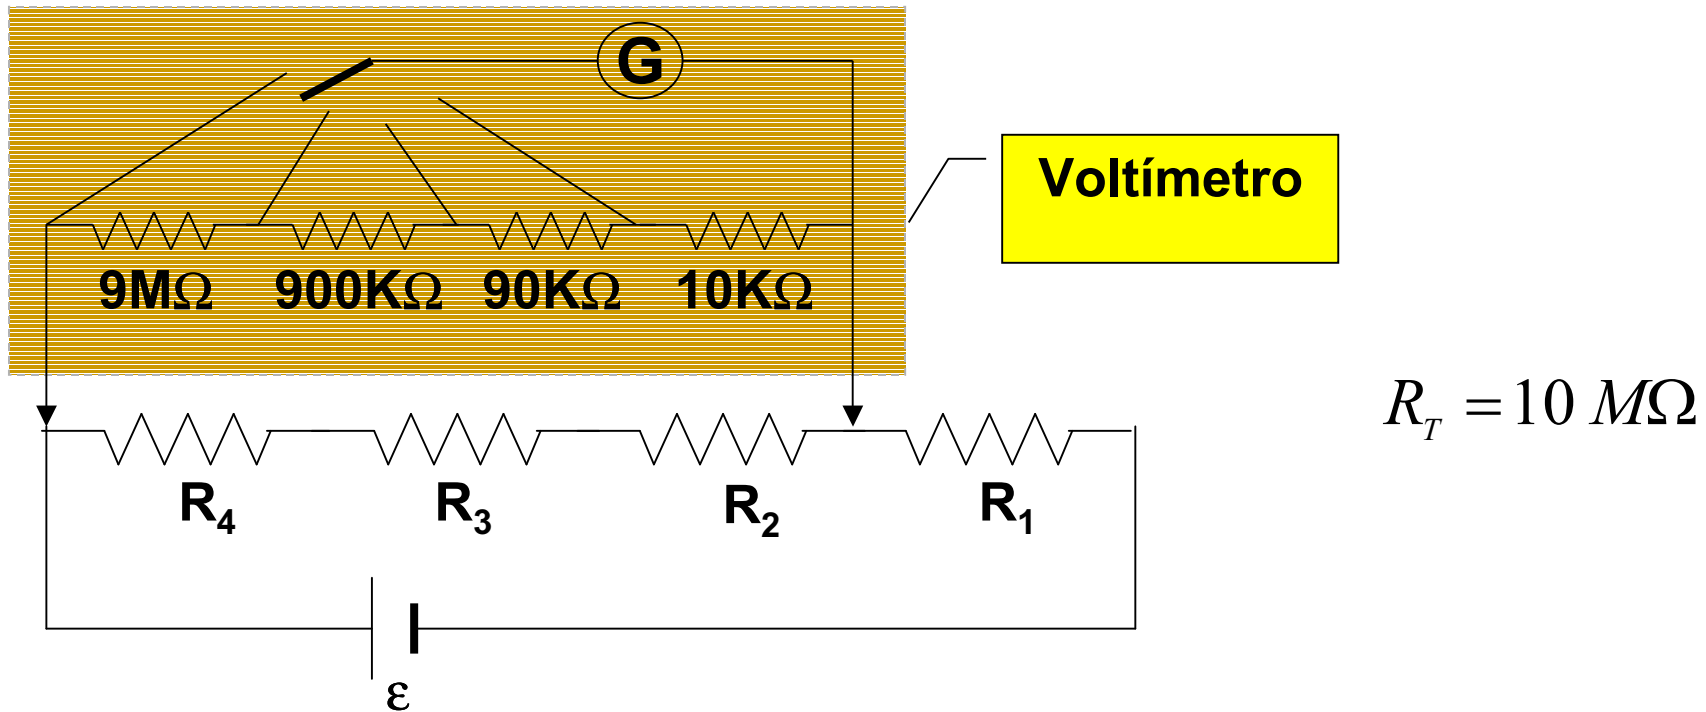 G
Voltímetro
9MΩ 900KΩ 90KΩ 10KΩ
R_T = 10 MΩ
R₄ R₃ R₂ R₁
ε